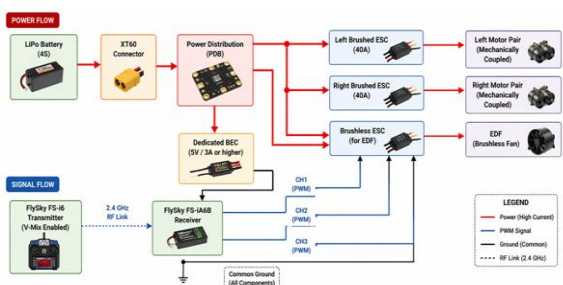 POWER FLOW
LiPo Battery
(4S)
XT60
Connector
Power Distribution
(PDB)
Left Brushed ESC
(40A)
Left Motor Pair
(Mechanically
Coupled)
Right Brushed ESC
(40A)
Right Motor Pair
(Mechanically
Coupled)
Brushless ESC
(for EDF)
EDF
(Brushless Fan)
Dedicated BEC
(5V / 3A or higher)
SIGNAL FLOW
FlySky FS-i6
Transmitter
(V-Mix Enabled)
2.4 GHz
RF Link
FlySky FS-iA6B
Receiver
CH1
(PWM)
CH2
(PWM)
CH3
(PWM)
Common Ground
(All Components)
LEGEND
Power (High Current)
PWM Signal
Ground (Common)
RF Link (2.4 GHz)